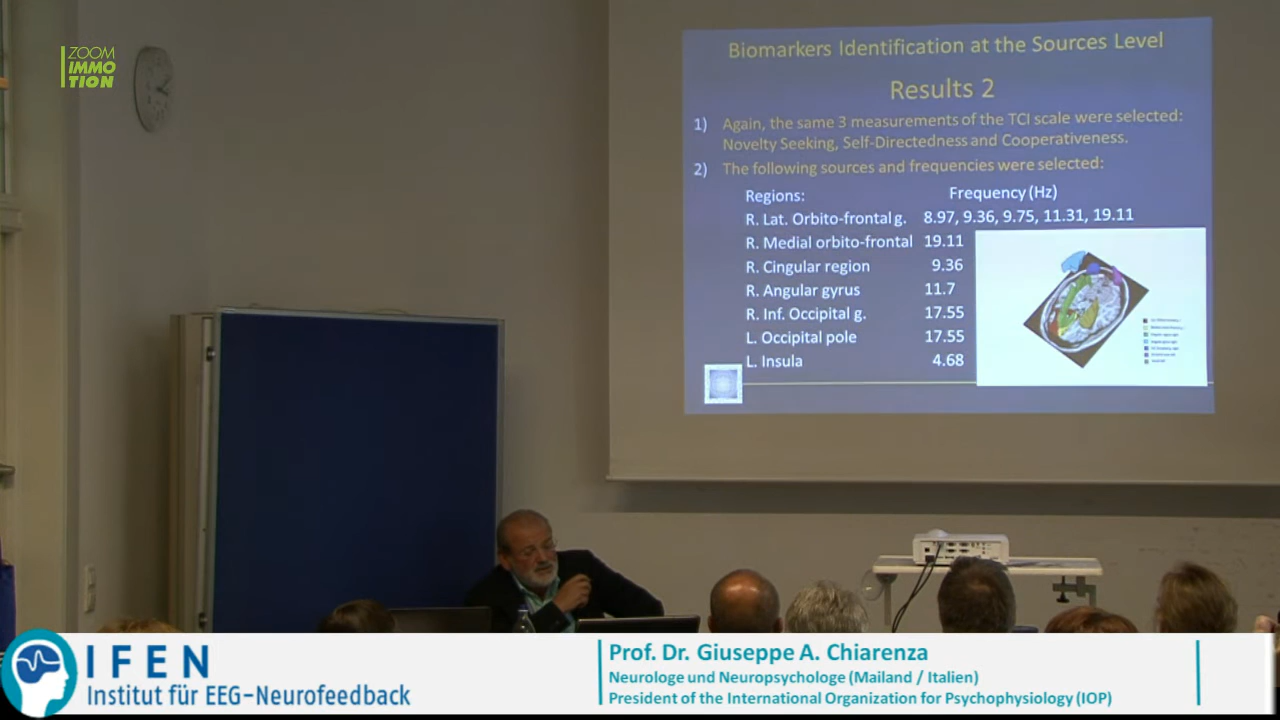 ZOOM
IMMO
TION
Biomarkers Identification at the Sources Level
Results 2
1) Again, the same 3 measurements of the TCI scale were selected:
Novelty Seeking, Self-Directedness and Cooperativeness.
2) The following sources and frequencies were selected:
Regions: Frequency (Hz)
R. Lat. Orbito-frontal g. 8.97, 9.36, 9.75, 11.31, 19.11
R. Medial orbito-frontal 19.11
R. Cingular region 9.36
R. Angular gyrus 11.7
R. Inf. Occipital g. 17.55
L. Occipital pole 17.55
L. Insula 4.68
IFEN
Institut für EEG-Neurofeedback
Prof. Dr. Giuseppe A. Chiarenza
Neurologe und Neuropsychologe (Mailand / Italien)
President of the International Organization for Psychophysiology (IOP)